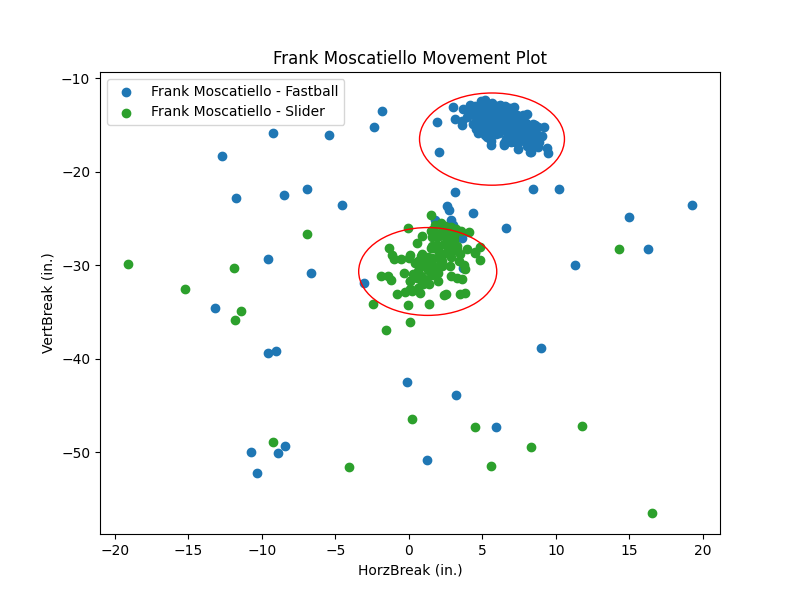 Frank Moscatiello Movement Plot
Frank Moscatiello - Fastball
Frank Moscatiello - Slider
VertBreak (in.)
−10
−20
−30
−40
−50
−20
−15
−10
−5
0
5
10
15
20
HorzBreak (in.)